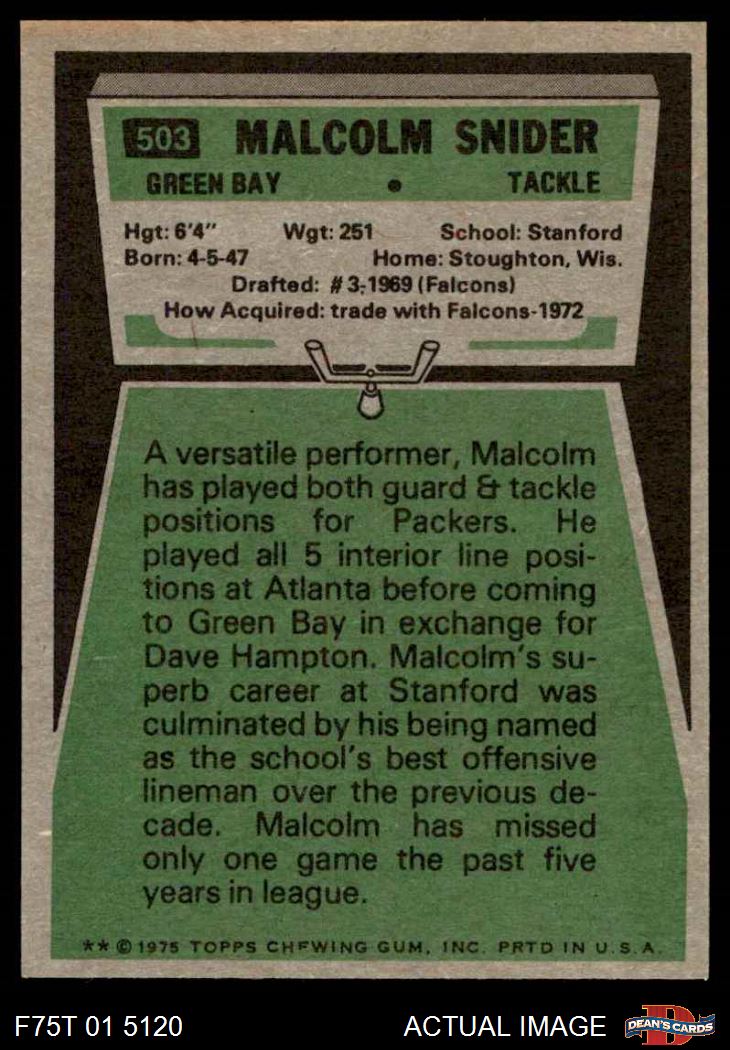 503 MALCOLM SNIDER
GREEN BAY • TACKLE
Hgt: 6'4" Wgt: 251 School: Stanford
Born: 4-5-47 Home: Stoughton, Wis.
Drafted: #3-1969 (Falcons)
How Acquired: trade with Falcons-1972
A versatile performer, Malcolm
has played both guard & tackle
positions for Packers. He
played all 5 interior line posi-
tions at Atlanta before coming
to Green Bay in exchange for
Dave Hampton. Malcolm's su-
perb career at Stanford was
culminated by his being named
as the school's best offensive
lineman over the previous de-
cade. Malcolm has missed
only one game the past five
years in league.
** © 1975 TOPPS CHEWING GUM, INC. PRTD IN U.S.A.
F75T 01 5120 ACTUAL IMAGE D DEAN'S CARDS